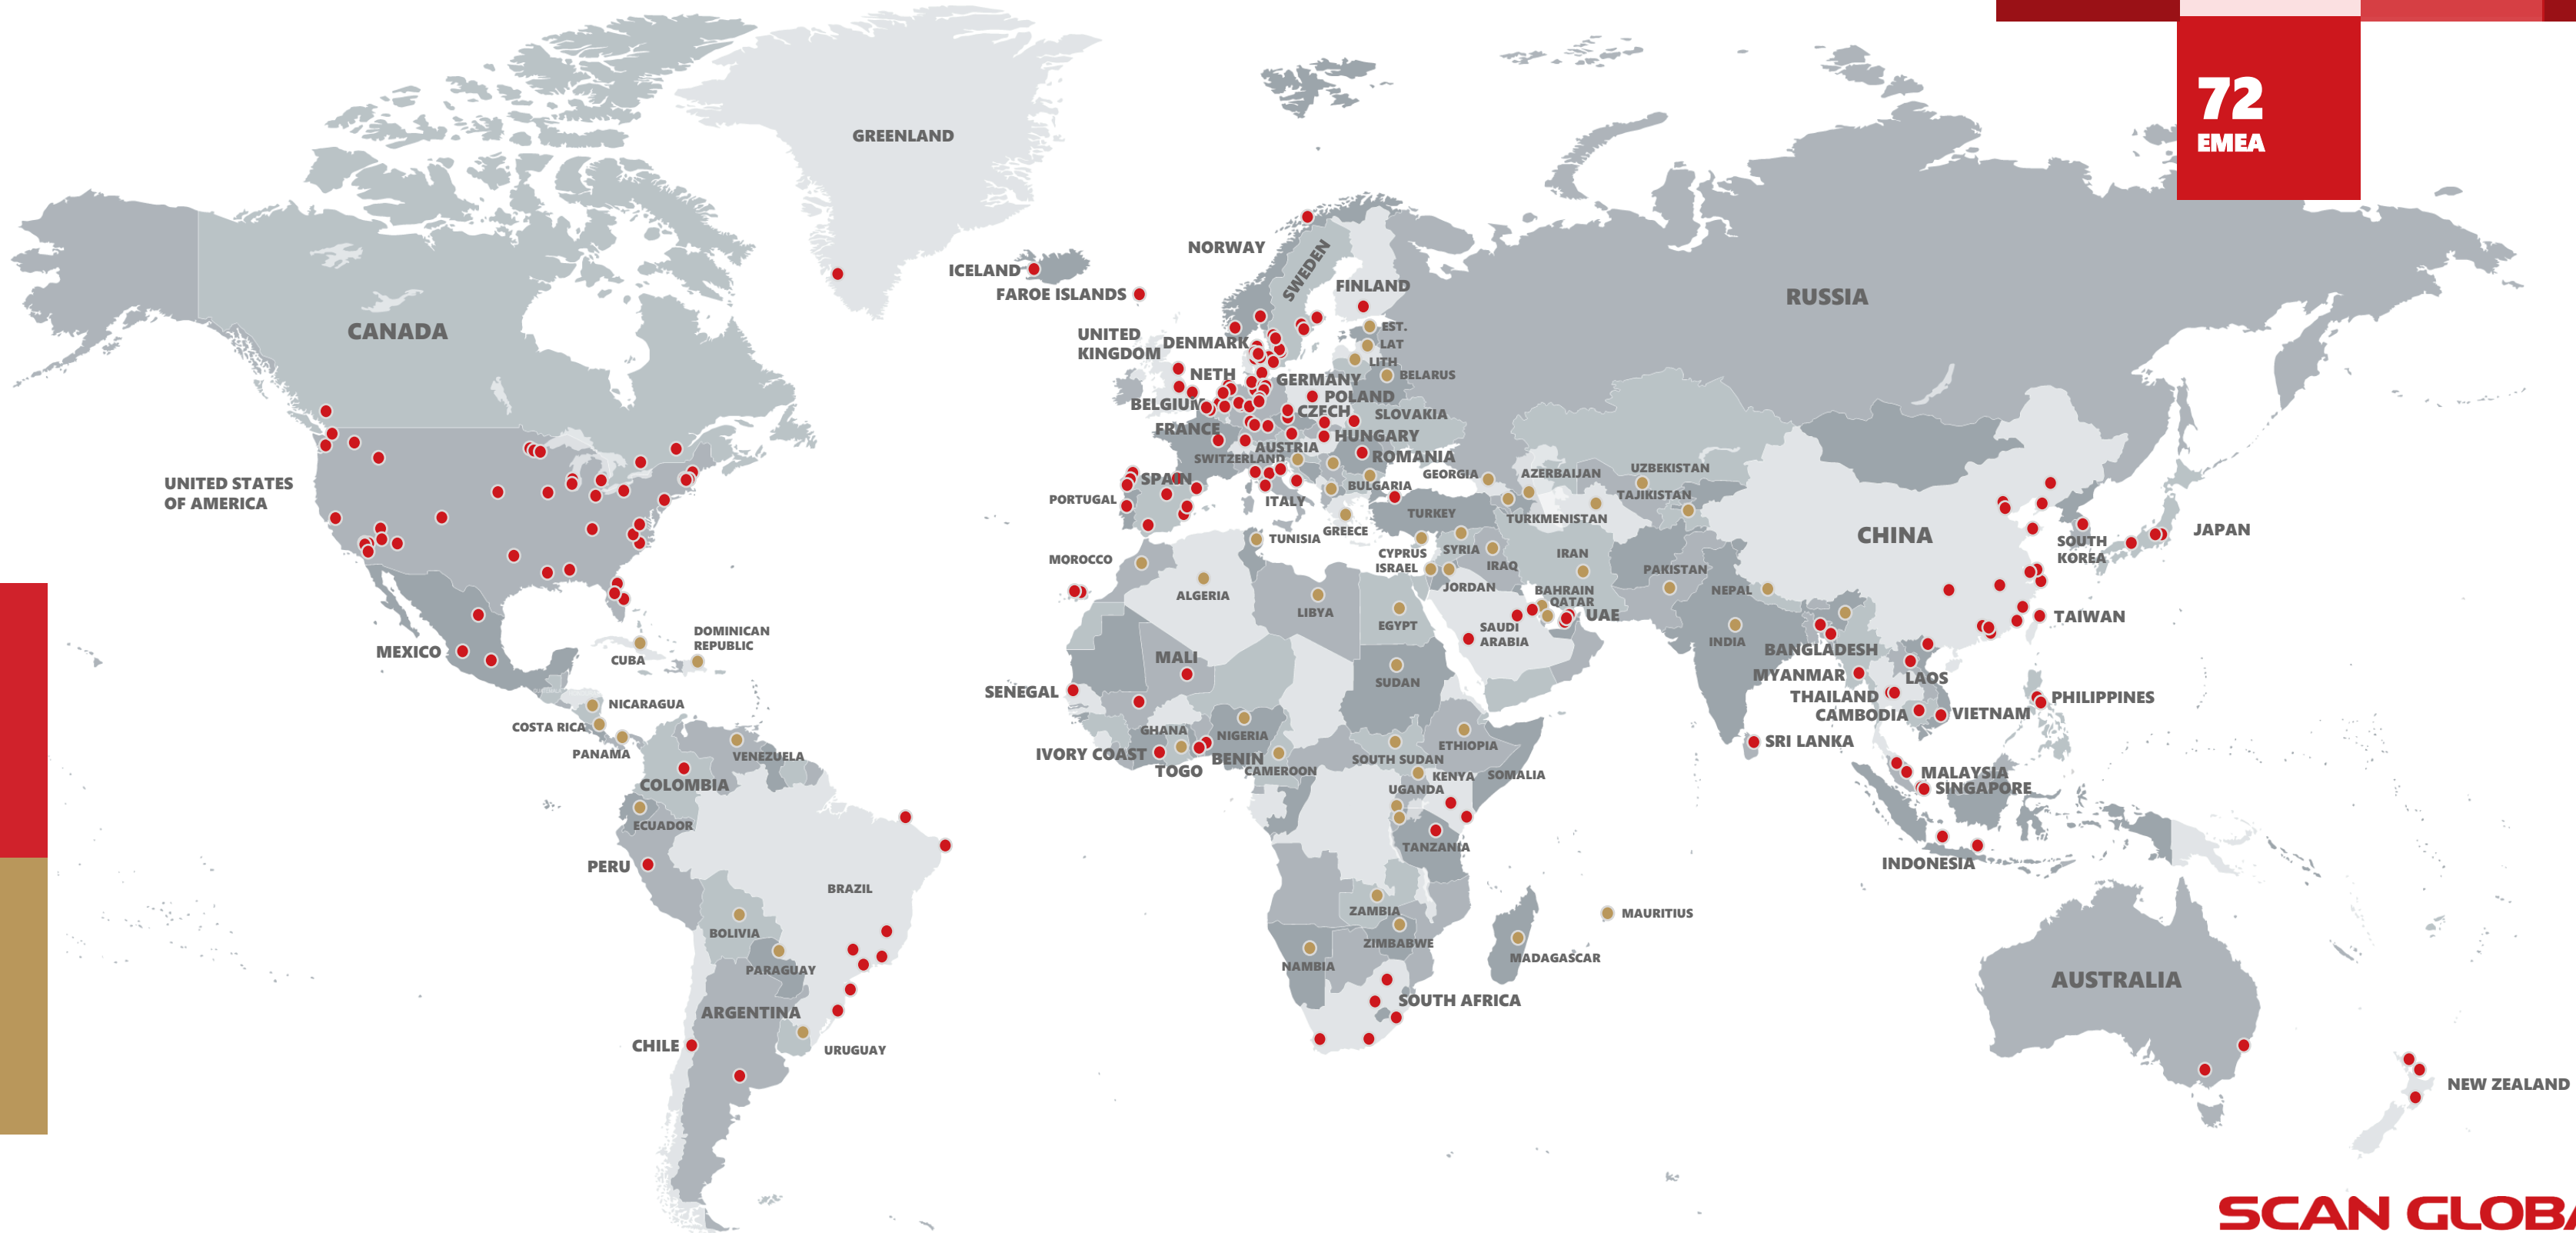 72
EMEA
GREENLAND
NORWAY
SWEDEN
ICELAND
FAROE ISLANDS
FINLAND
RUSSIA
CANADA
UNITED
KINGDOM
DENMARK
EST.
LAT
LITH
NETH
GERMANY
BELARUS
BELGIUM
POLAND
CZECH
SLOVAKIA
FRANCE
HUNGARY
AUSTRIA
SWITZERLAND
ROMANIA
UNITED STATES
OF AMERICA
SPAIN
GEORGIA
AZERBAIJAN
UZBEKISTAN
BULGARIA
TAJIKISTAN
PORTUGAL
ITALY
TURKEY
TURKMENISTAN
GREECE
CHINA
JAPAN
TUNISIA
SOUTH
KOREA
MOROCCO
CYPRUS
SYRIA
IRAN
ISRAEL
IRAQ
PAKISTAN
JORDAN
ALGERIA
BAHRAIN
NEPAL
QATAR
LIBYA
EGYPT
UAE
TAIWAN
SAUDI
ARABIA
INDIA
DOMINICAN
REPUBLIC
MEXICO
CUBA
BANGLADESH
MALI
MYANMAR
LAOS
SUDAN
SENEGAL
THAILAND
PHILIPPINES
NICARAGUA
CAMBODIA
VIETNAM
COSTA RICA
GHANA
NIGERIA
ETHIOPIA
SRI LANKA
PANAMA
VENEZUELA
IVORY COAST
BENIN
SOUTH SUDAN
TOGO
CAMEROON
KENYA
SOMALIA
MALAYSIA
COLOMBIA
UGANDA
SINGAPORE
ECUADOR
TANZANIA
PERU
INDONESIA
BRAZIL
ZAMBIA
MAURITIUS
BOLIVIA
ZIMBABWE
MADAGASCAR
NAMBIA
PARAGUAY
AUSTRALIA
SOUTH AFRICA
ARGENTINA
CHILE
URUGUAY
NEW ZEALAND
SCAN GLOBA